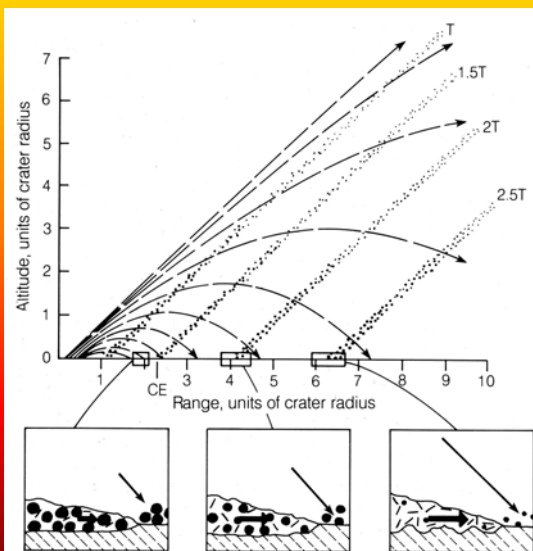 Altitude, units of crater radius
7
6
5
4
3
2
1
0
T
1.5T
2T
2.5T
1
2
CE
3
4
5
6
7
8
9
10
Range, units of crater radius